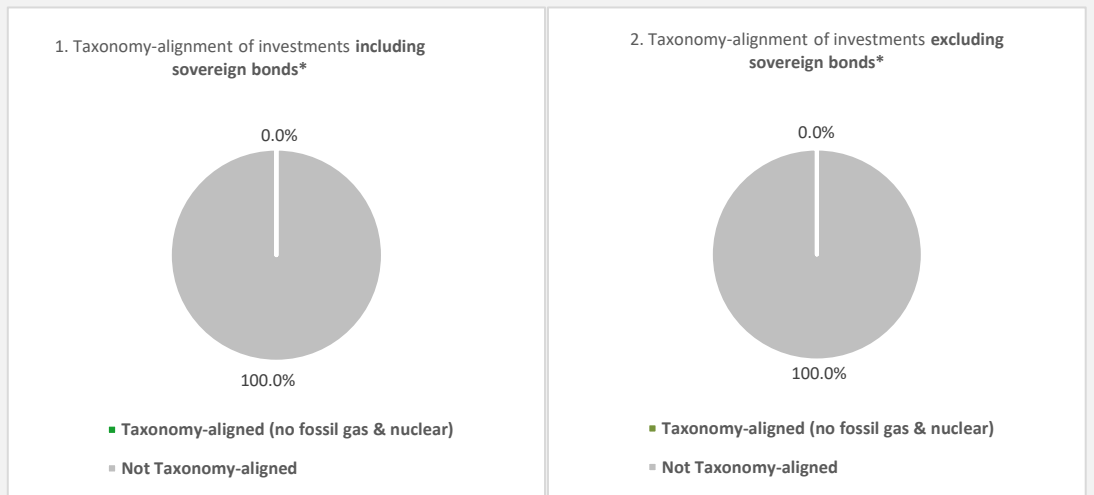 1. Taxonomy-alignment of investments including
sovereign bonds*
0.0%
100.0%
Taxonomy-aligned (no fossil gas & nuclear)
Not Taxonomy-aligned
2. Taxonomy-alignment of investments excluding
sovereign bonds*
0.0%
100.0%
Taxonomy-aligned (no fossil gas & nuclear)
Not Taxonomy-aligned